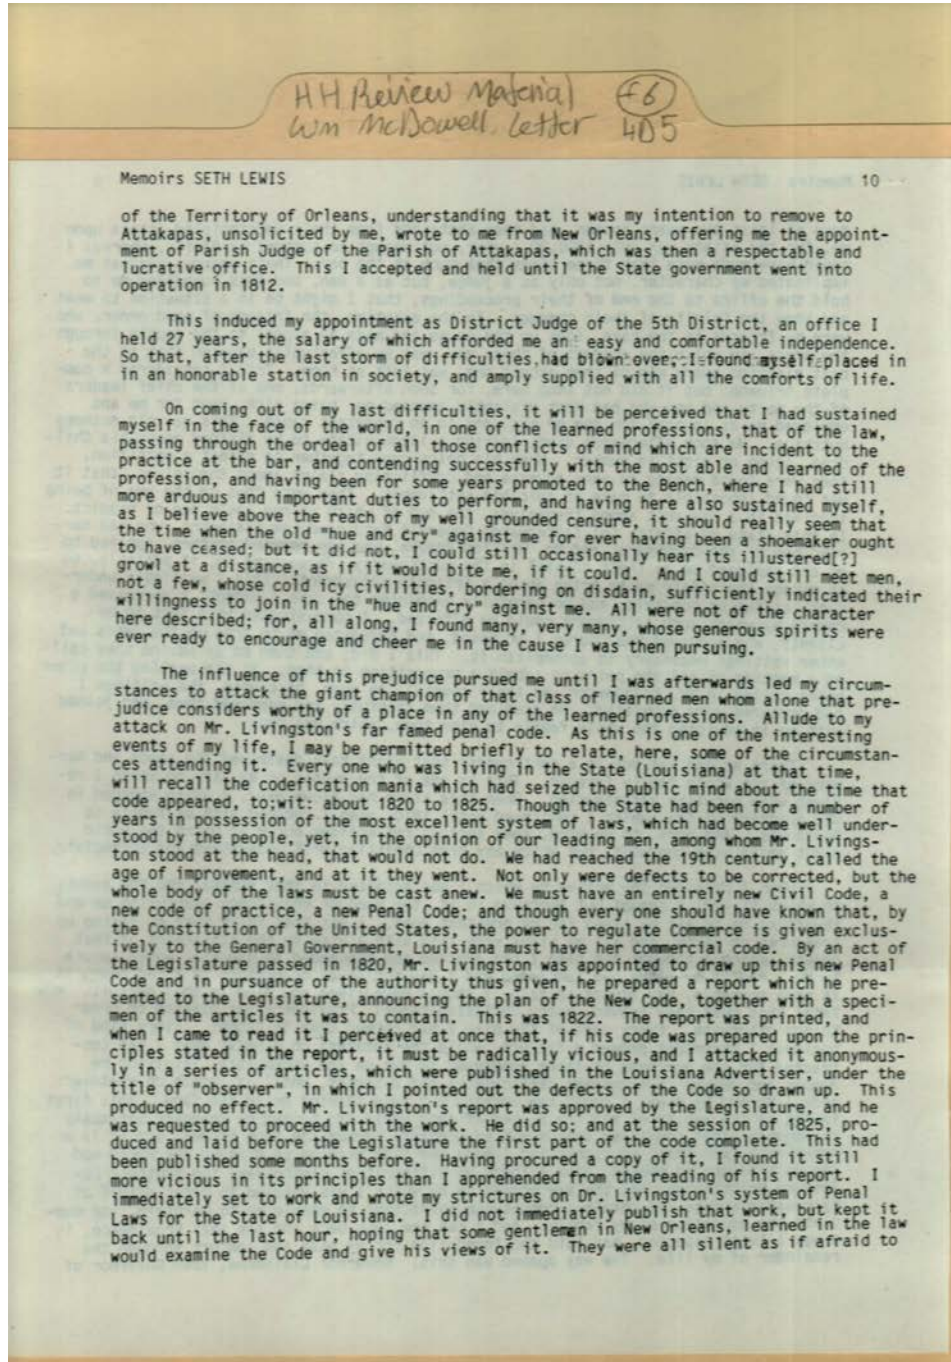 HH Review Material f6
Wm McDowell Letter 4D5
Memoirs SETH LEWIS 10
of the Territory of Orleans, understanding that it was my intention to remove to
Attakapas, unsolicited by me, wrote to me from New Orleans, offering me the appoint-
ment of Parish Judge of the Parish of Attakapas, which was then a respectable and
lucrative office. This I accepted and held until the State government went into
operation in 1812.
This induced my appointment as District Judge of the 5th District, an office I
held 27 years, the salary of which afforded me an easy and comfortable independence.
So that, after the last storm of difficulties had blown over, I found myself placed in
in an honorable station in society, and amply supplied with all the comforts of life.
On coming out of my last difficulties, it will be perceived that I had sustained
myself in the face of the world, in one of the learned professions, that of the law,
passing through the ordeal of all those conflicts of mind which are incident to the
practice at the bar, and contending successfully with the most able and learned of the
profession, and having been for some years promoted to the Bench, where I had still
more arduous and important duties to perform, and having here also sustained myself,
as I believe above the reach of my well grounded censure, it should really seem that
the time when the old "hue and cry" against me for ever having been a shoemaker ought
to have ceased; but it did not, I could still occasionally hear its illustered[?]
growl at a distance, as if it would bite me, if it could. And I could still meet men,
not a few, whose cold icy civilities, bordering on disdain, sufficiently indicated their
willingness to join in the "hue and cry" against me. All were not of the character
here described; for, all along, I found many, very many, whose generous spirits were
ever ready to encourage and cheer me in the cause I was then pursuing.
The influence of this prejudice pursued me until I was afterwards led my circum-
stances to attack the giant champion of that class of learned men whom alone that pre-
judice considers worthy of a place in any of the learned professions. Allude to my
attack on Mr. Livingston's far famed penal code. As this is one of the interesting
events of my life, I may be permitted briefly to relate, here, some of the circumstan-
ces attending it. Every one who was living in the State (Louisiana) at that time,
will recall the codefication mania which had seized the public mind about the time that
code appeared, to;wit: about 1820 to 1825. Though the State had been for a number of
years in possession of the most excellent system of laws, which had become well under-
stood by the people, yet, in the opinion of our leading men, among whom Mr. Livings-
ton stood at the head, that would not do. We had reached the 19th century, called the
age of improvement, and at it they went. Not only were defects to be corrected, but the
whole body of the laws must be cast anew. We must have an entirely new Civil Code, a
new code of practice, a new Penal Code; and though every one should have known that, by
the Constitution of the United States, the power to regulate Commerce is given exclus-
ively to the General Government, Louisiana must have her commercial code. By an act of
the Legislature passed in 1820, Mr. Livingston was appointed to draw up this new Penal
Code and in pursuance of the authority thus given, he prepared a report which he pre-
sented to the Legislature, announcing the plan of the New Code, together with a speci-
men of the articles it was to contain. This was 1822. The report was printed, and
when I came to read it I perceived at once that, if his code was prepared upon the prin-
ciples stated in the report, it must be radically vicious, and I attacked it anonymous-
ly in a series of articles, which were published in the Louisiana Advertiser, under the
title of "observer", in which I pointed out the defects of the Code so drawn up. This
produced no effect. Mr. Livingston's report was approved by the Legislature, and he
was requested to proceed with the work. He did so; and at the session of 1825, pro-
duced and laid before the Legislature the first part of the code complete. This had
been published some months before. Having procured a copy of it, I found it still
more vicious in its principles than I apprehended from the reading of his report. I
immediately set to work and wrote my strictures on Dr. Livingston's system of Penal
Laws for the State of Louisiana. I did not immediately publish that work, but kept it
back until the last hour, hoping that some gentlemen in New Orleans, learned in the law
would examine the Code and give his views of it. They were all silent as if afraid to